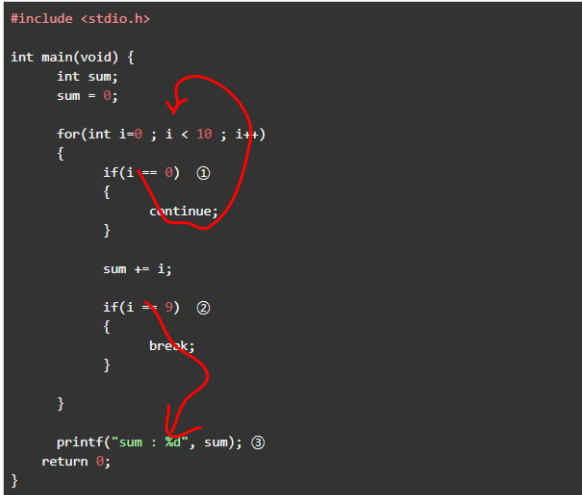 #include <stdio.h>
int main(void) {
int sum;
sum = 0;
for(int i=0 ; i < 10 ; i++)
{
if(i == 0) ①
{
continue;
}
sum += i;
if(i == 9) ②
{
break;
}
}
printf("sum : %d", sum); ③
return 0;
}